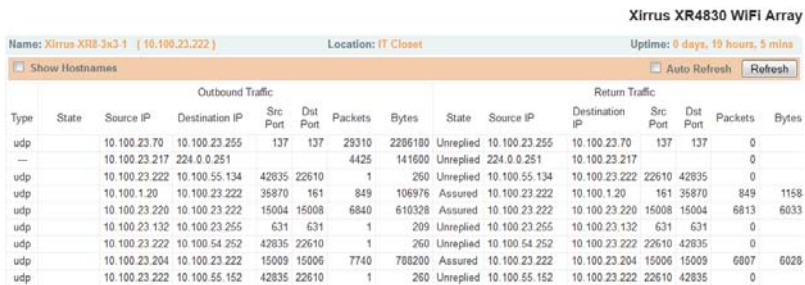 Xirrus XR4830 WiFi Array
Name: Xirrus-XR8-3x3-1 ( 10.100.23.222 ) Location: IT Closet Uptime: 0 days, 19 hours, 5 mins
Show Hostnames Auto Refresh Refresh
Outbound Traffic Return Traffic
Type State Source IP Destination IP Src Port Dst Port Packets Bytes State Source IP Destination IP Src Port Dst Port Packets Bytes
udp 10.100.23.70 10.100.23.255 137 137 29310 2286180 Unreplied 10.100.23.255 10.100.23.70 137 137 0
--- 10.100.23.217 224.0.0.251 4425 141600 Unreplied 224.0.0.251 10.100.23.217 0
udp 10.100.23.222 10.100.55.134 42835 22610 1 260 Unreplied 10.100.55.134 10.100.23.222 22610 42835 0
udp 10.100.1.20 10.100.23.222 35870 161 849 106976 Assured 10.100.23.222 10.100.1.20 161 35870 849 1158
udp 10.100.23.220 10.100.23.222 15004 15008 6840 610328 Assured 10.100.23.222 10.100.23.220 15008 15004 6813 6033
udp 10.100.23.132 10.100.23.255 631 631 1 209 Unreplied 10.100.23.255 10.100.23.132 631 631 0
udp 10.100.23.222 10.100.54.252 42835 22610 1 260 Unreplied 10.100.54.252 10.100.23.222 22610 42835 0
udp 10.100.23.204 10.100.23.222 15009 15006 7740 788200 Assured 10.100.23.222 10.100.23.204 15006 15009 6807 6028
udp 10.100.23.222 10.100.55.152 42835 22610 1 260 Unreplied 10.100.55.152 10.100.23.222 22610 42835 0